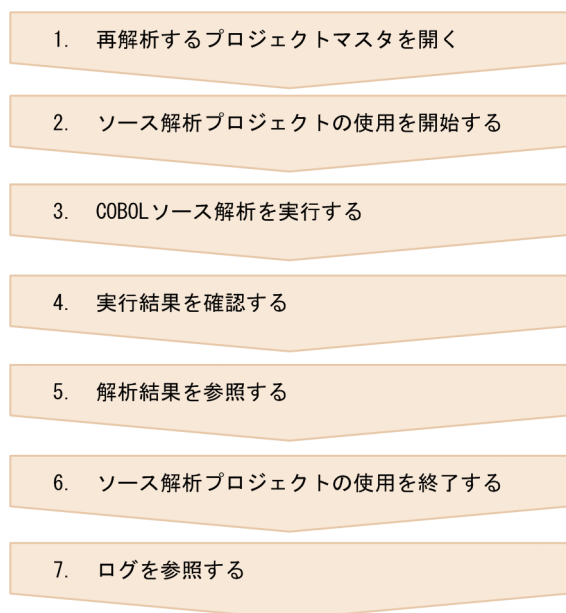 1. 再解析するプロジェクトマスタを開く
2. ソース解析プロジェクトの使用を開始する
3. COBOLソース解析を実行する
4. 実行結果を確認する
5. 解析結果を参照する
6. ソース解析プロジェクトの使用を終了する
7. ログを参照する